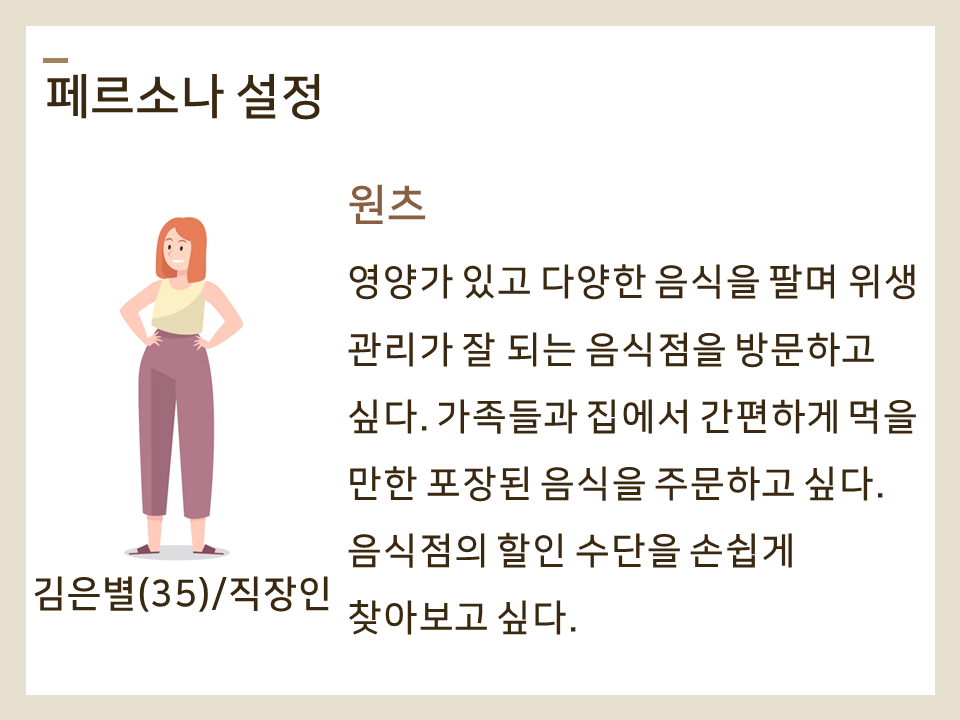 페르소나 설정
원츠
영양가 있고 다양한 음식을 팔며 위생
관리가 잘 되는 음식점을 방문하고
싶다. 가족들과 집에서 간편하게 먹을
만한 포장된 음식을 주문하고 싶다.
음식점의 할인 수단을 손쉽게
찾아보고 싶다.
김은별(35)/직장인